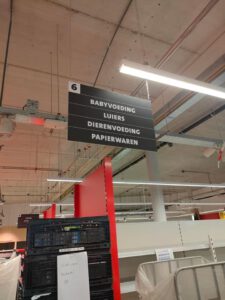 6
BABYVOEDING
LUIERS
DIERENVOEDING
PAPIERWAREN